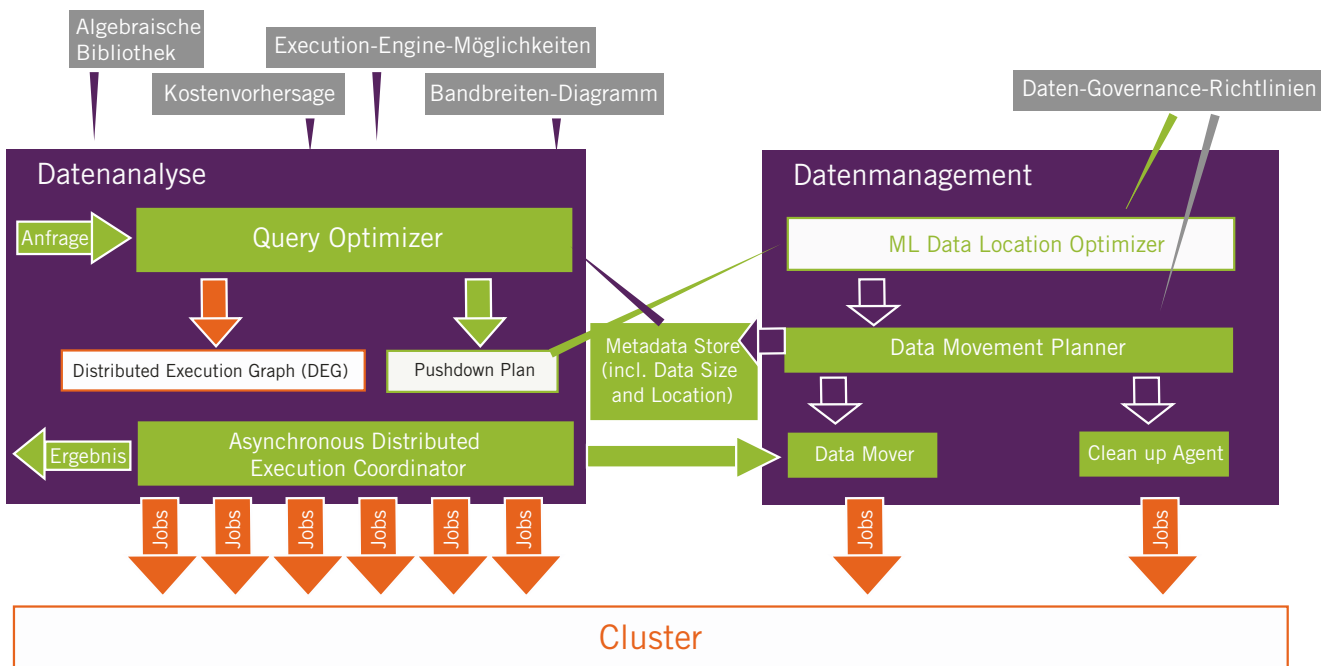 Algebraische
Bibliothek
Execution-Engine-Möglichkeiten
Kostenvorhersage
Bandbreiten-Diagramm
Daten-Governance-Richtlinien
Datenanalyse
Anfrage
Query Optimizer
Distributed Execution Graph (DEG)
Pushdown Plan
Ergebnis
Asynchronous Distributed
Execution Coordinator
Metadata Store
(incl. Data Size
and Location)
Datenmanagement
ML Data Location Optimizer
Data Movement Planner
Data Mover
Clean up Agent
Jobs
Jobs
Jobs
Jobs
Jobs
Jobs
Jobs
Jobs
Cluster